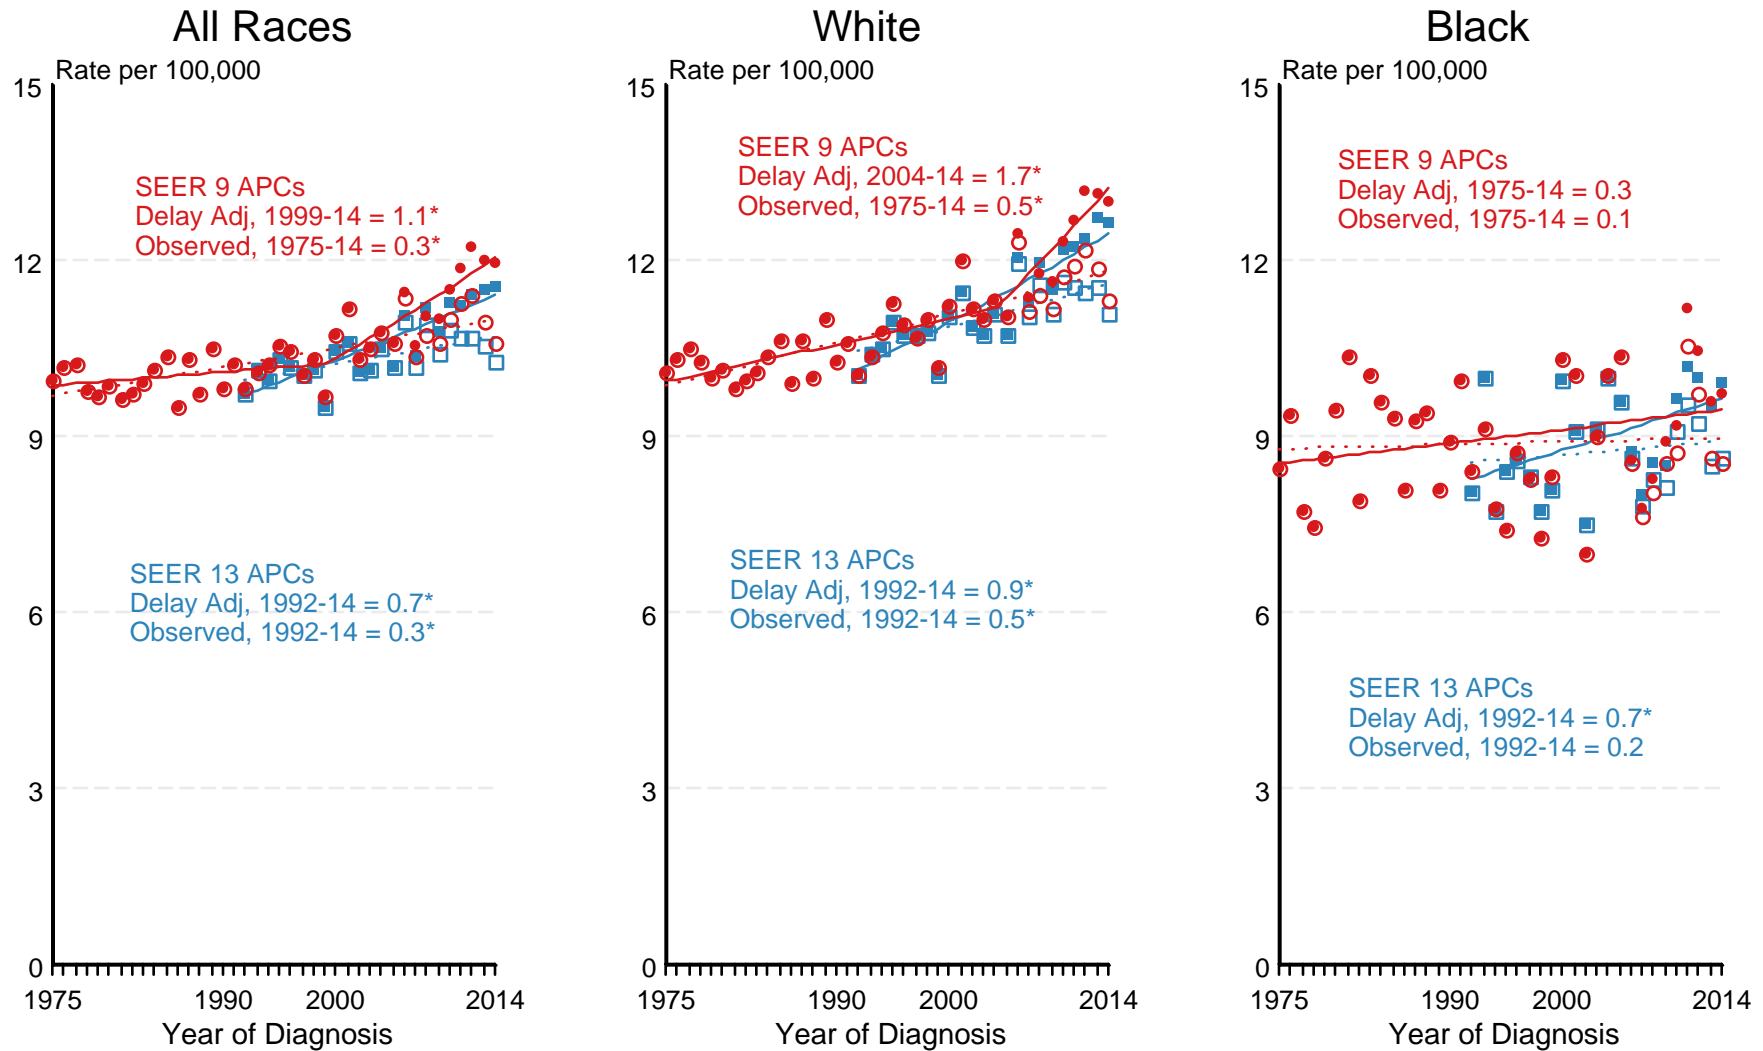 All Races
Rate per 100,000
15
12
9
6
3
0
SEER 9 APCs
Delay Adj, 1999-14 = 1.1*
Observed, 1975-14 = 0.3*
SEER 13 APCs
Delay Adj, 1992-14 = 0.7*
Observed, 1992-14 = 0.3*
1975 1990 2000 2014
Year of Diagnosis
White
Rate per 100,000
15
12
9
6
3
0
SEER 9 APCs
Delay Adj, 2004-14 = 1.7*
Observed, 1975-14 = 0.5*
SEER 13 APCs
Delay Adj, 1992-14 = 0.9*
Observed, 1992-14 = 0.5*
1975 1990 2000 2014
Year of Diagnosis
Black
Rate per 100,000
15
12
9
6
3
0
SEER 9 APCs
Delay Adj, 1975-14 = 0.3
Observed, 1975-14 = 0.1
SEER 13 APCs
Delay Adj, 1992-14 = 0.7*
Observed, 1992-14 = 0.2
1975 1990 2000 2014
Year of Diagnosis